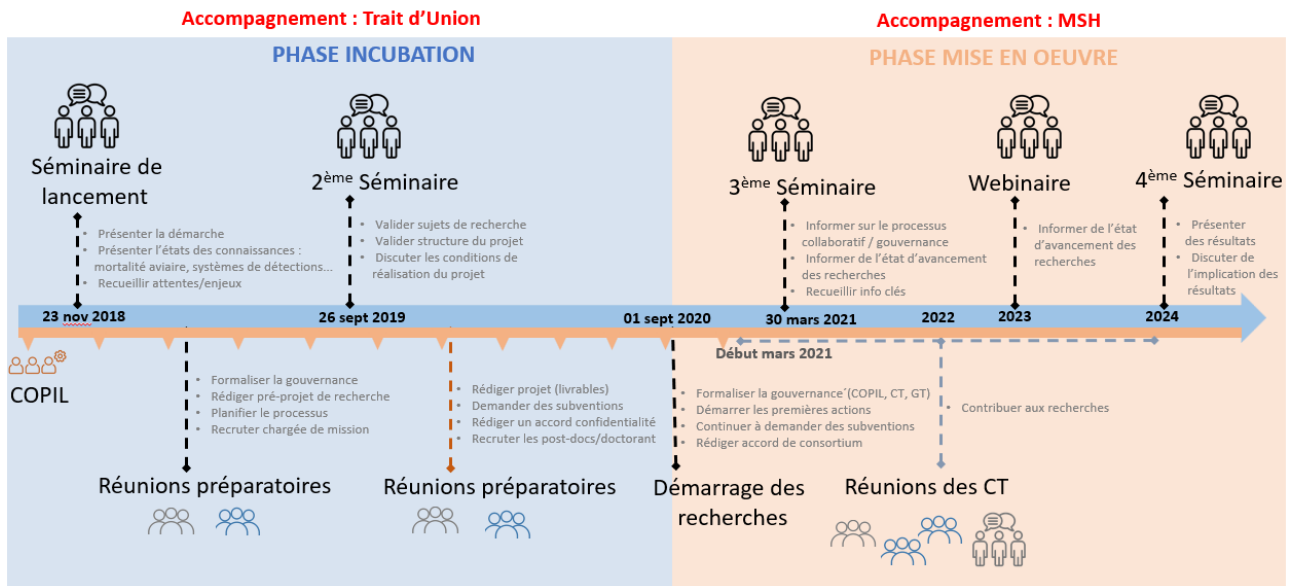 Accompagnement : Trait d'Union
Accompagnement : MSH
PHASE INCUBATION
PHASE MISE EN OEUVRE
Séminaire de
lancement
• Présenter la démarche
• Présenter l'états des connaissances :
mortalité aviaire, systèmes de détections...
• Recueillir attentes/enjeux
2ème Séminaire
• Valider sujets de recherche
• Valider structure du projet
• Discuter les conditions de
réalisation du projet
3ème Séminaire
• Informer sur le processus
collaboratif / gouvernance
• Informer de l'état d'avancement
des recherches
• Recueillir info clés
Webinaire
• Informer de l'état
d'avancement des
recherches
4ème Séminaire
• Présenter
des résultats
• Discuter de
l'implication des
résultats
23 nov 2018
26 sept 2019
01 sept 2020
30 mars 2021
2022
2023
2024
Début mars 2021
COPIL
• Formaliser la gouvernance
• Rédiger pré-projet de recherche
• Planifier le processus
• Recruter chargée de mission
Réunions préparatoires
• Rédiger projet (livrables)
• Demander des subventions
• Rédiger un accord confidentialité
• Recruter les post-docs/doctorant
Réunions préparatoires
• Formaliser la gouvernance (COPIL, CT, GT)
• Démarrer les premières actions
• Continuer à demander des subventions
• Rédiger accord de consortium
Démarrage des
recherches
• Contribuer aux recherches
Réunions des CT